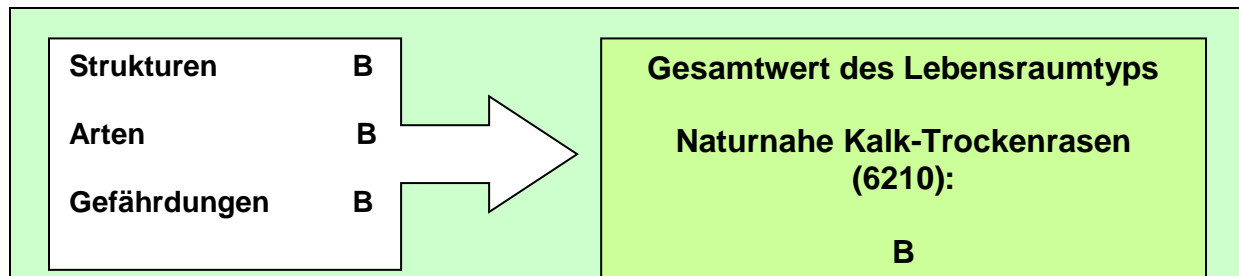 Strukturen B
Arten B
Gefährdungen B
Gesamtwert des Lebensraumtyps
Naturnahe Kalk-Trockenrasen
(6210):
B